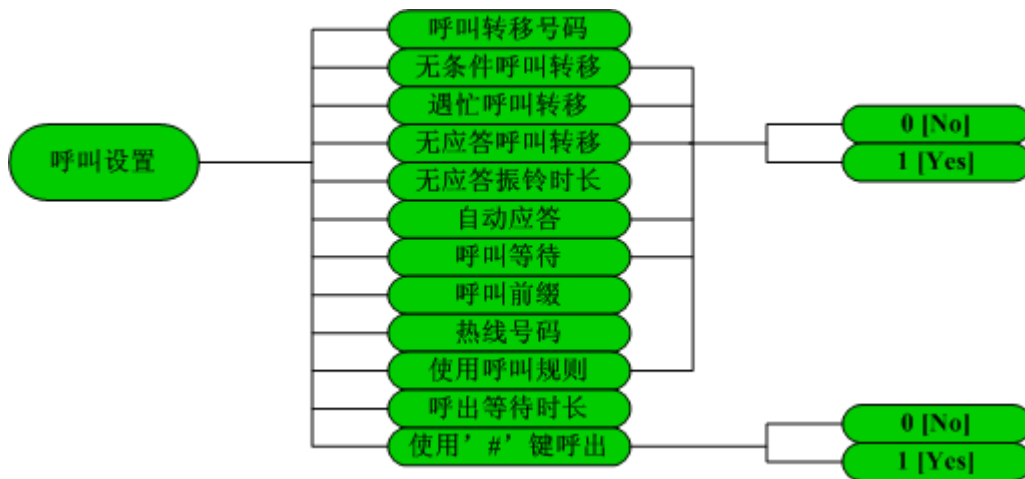 呼叫设置
呼叫转移号码
无条件呼叫转移
遇忙呼叫转移
无应答呼叫转移
无应答振铃时长
自动应答
呼叫等待
呼叫前缀
热线号码
使用呼叫规则
呼出等待时长
使用’#’键呼出
0 [No]
1 [Yes]
0 [No]
1 [Yes]